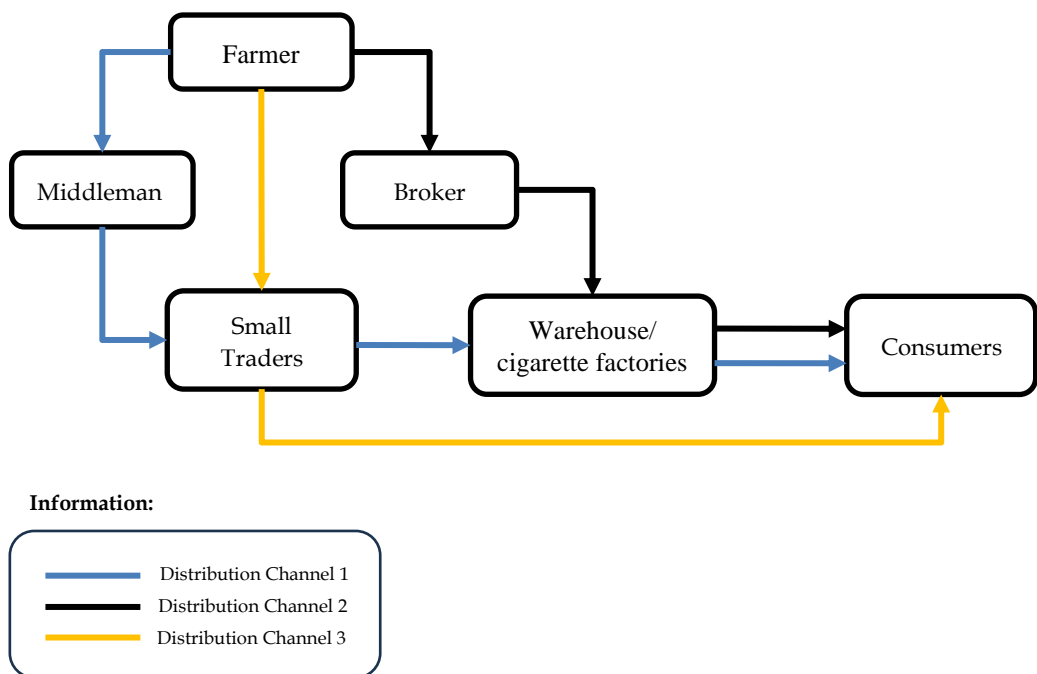 Farmer
Middleman
Broker
Small
Traders
Warehouse/
cigarette factories
Consumers
Information:
Distribution Channel 1
Distribution Channel 2
Distribution Channel 3